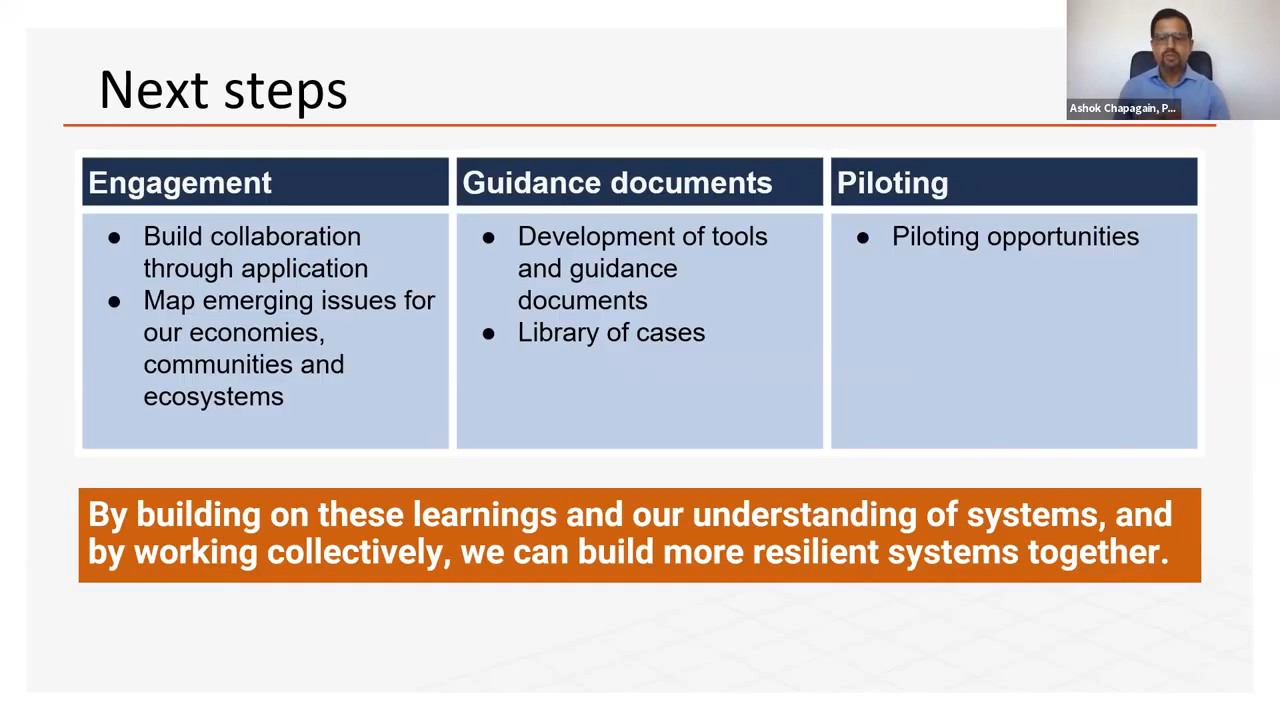 Next steps
Ashok Chapagain, P...
Engagement
Guidance documents
Piloting
● Build collaboration
through application
● Map emerging issues for
our economies,
communities and
ecosystems
● Development of tools
and guidance
documents
● Library of cases
● Piloting opportunities
By building on these learnings and our understanding of systems, and
by working collectively, we can build more resilient systems together.